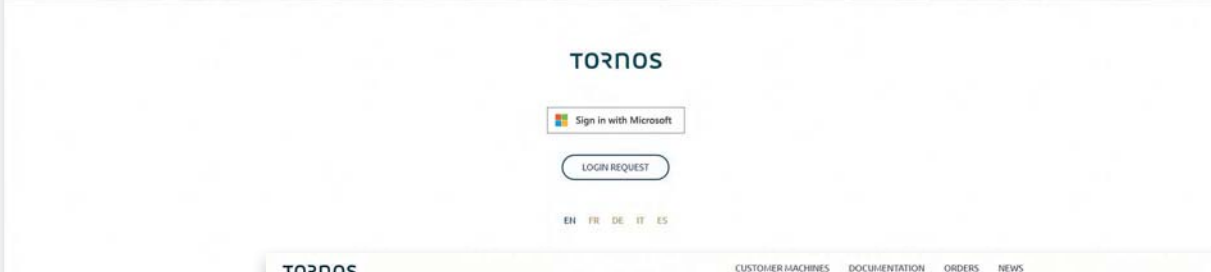 TORNOS
Sign in with Microsoft
LOGIN REQUEST
EN FR DE IT ES
TORNOS CUSTOMER MACHINES DOCUMENTATION ORDERS NEWS